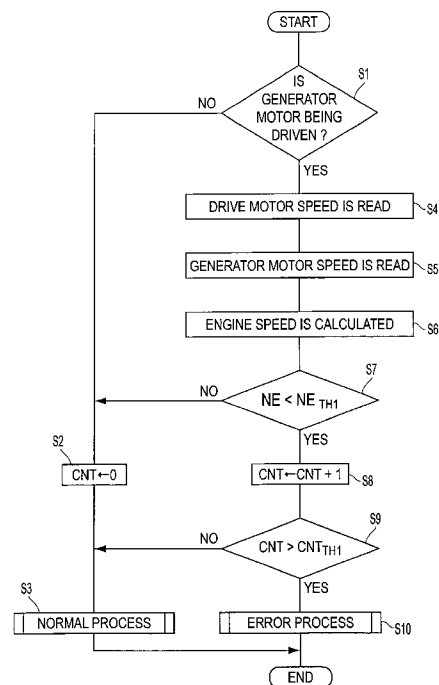 START
S1
IS
GENERATOR
MOTOR BEING
DRIVEN ?
NO
YES
DRIVE MOTOR SPEED IS READ
S4
GENERATOR MOTOR SPEED IS READ
S5
ENGINE SPEED IS CALCULATED
S6
S7
NO
NE < NE TH1
YES
S2
CNT←0
CNT←CNT + 1
S8
S9
NO
CNT > CNTTH1
YES
S3
NORMAL PROCESS
ERROR PROCESS
S10
END